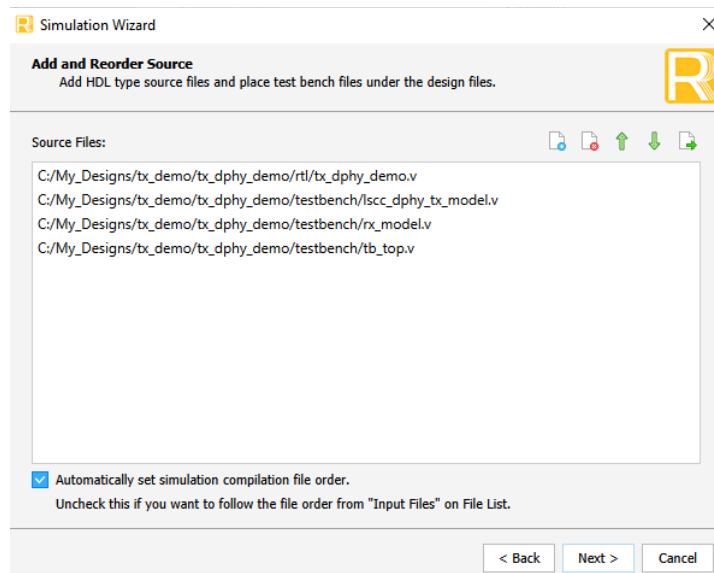 Simulation Wizard
Add and Reorder Source
Add HDL type source files and place test bench files under the design files.
Source Files:
C:/My_Designs/tx_demo/tx_dphy_demo/rtl/tx_dphy_demo.v
C:/My_Designs/tx_demo/tx_dphy_demo/testbench/lscc_dphy_tx_model.v
C:/My_Designs/tx_demo/tx_dphy_demo/testbench/rx_model.v
C:/My_Designs/tx_demo/tx_dphy_demo/testbench/tb_top.v
Automatically set simulation compilation file order.
Uncheck this if you want to follow the file order from "Input Files" on File List.
< Back Next > Cancel